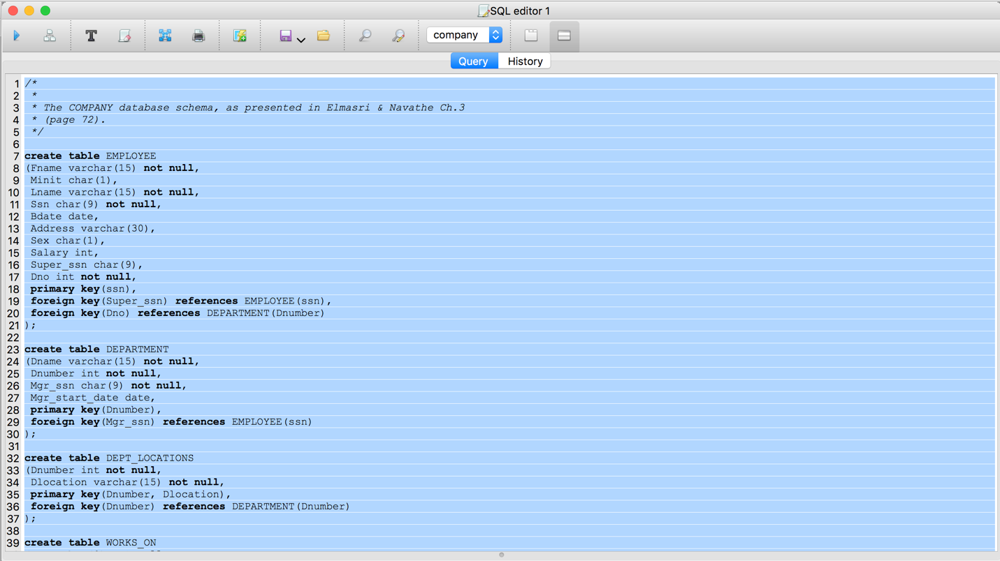 SQL editor 1
T
company
Query History
1 /*
2  *
3  * The COMPANY database schema, as presented in Elmasri & Navathe Ch.3
4  * (page 72).
5  */
6
7 create table EMPLOYEE
8 (Fname varchar(15) not null,
9  Minit char(1),
10  Lname varchar(15) not null,
11  Ssn char(9) not null,
12  Bdate date,
13  Address varchar(30),
14  Sex char(1),
15  Salary int,
16  Super_ssn char(9),
17  Dno int not null,
18  primary key(ssn),
19  foreign key(Super_ssn) references EMPLOYEE(ssn),
20  foreign key(Dno) references DEPARTMENT(Dnumber)
21 );
22
23 create table DEPARTMENT
24 (Dname varchar(15) not null,
25  Dnumber int not null,
26  Mgr_ssn char(9) not null,
27  Mgr_start_date date,
28  primary key(Dnumber),
29  foreign key(Mgr_ssn) references EMPLOYEE(ssn)
30 );
31
32 create table DEPT_LOCATIONS
33 (Dnumber int not null,
34  Dlocation varchar(15) not null,
35  primary key(Dnumber, Dlocation),
36  foreign key(Dnumber) references DEPARTMENT(Dnumber)
37 );
38
39 create table WORKS_ON